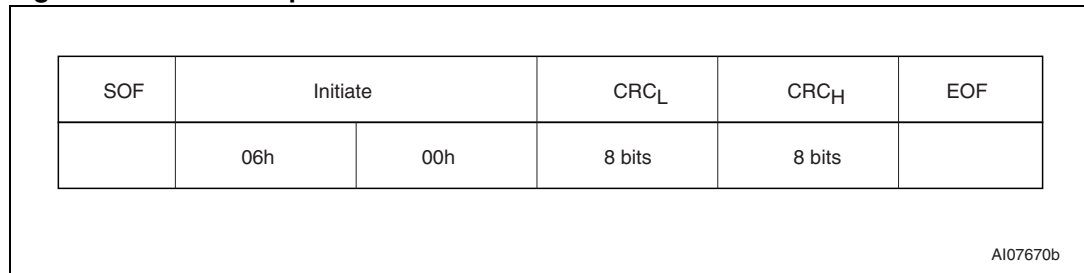 SOF Initiate CRCL CRCH EOF
06h 00h 8 bits 8 bits
AI07670b